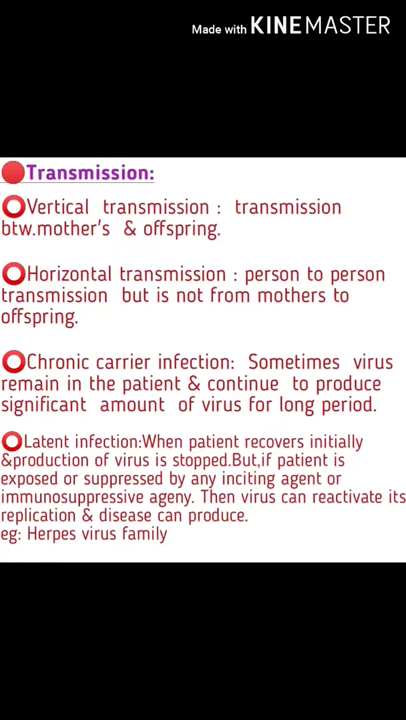 Made with KINEMASTER
Transmission:
Vertical transmission : transmission
btw.mother's & offspring.
Horizontal transmission : person to person
transmission but is not from mothers to
offspring.
Chronic carrier infection: Sometimes virus
remain in the patient & continue to produce
significant amount of virus for long period.
Latent infection:When patient recovers initially
&production of virus is stopped.But,if patient is
exposed or suppressed by any inciting agent or
immunosuppressive ageny. Then virus can reactivate its
replication & disease can produce.
eg: Herpes virus family